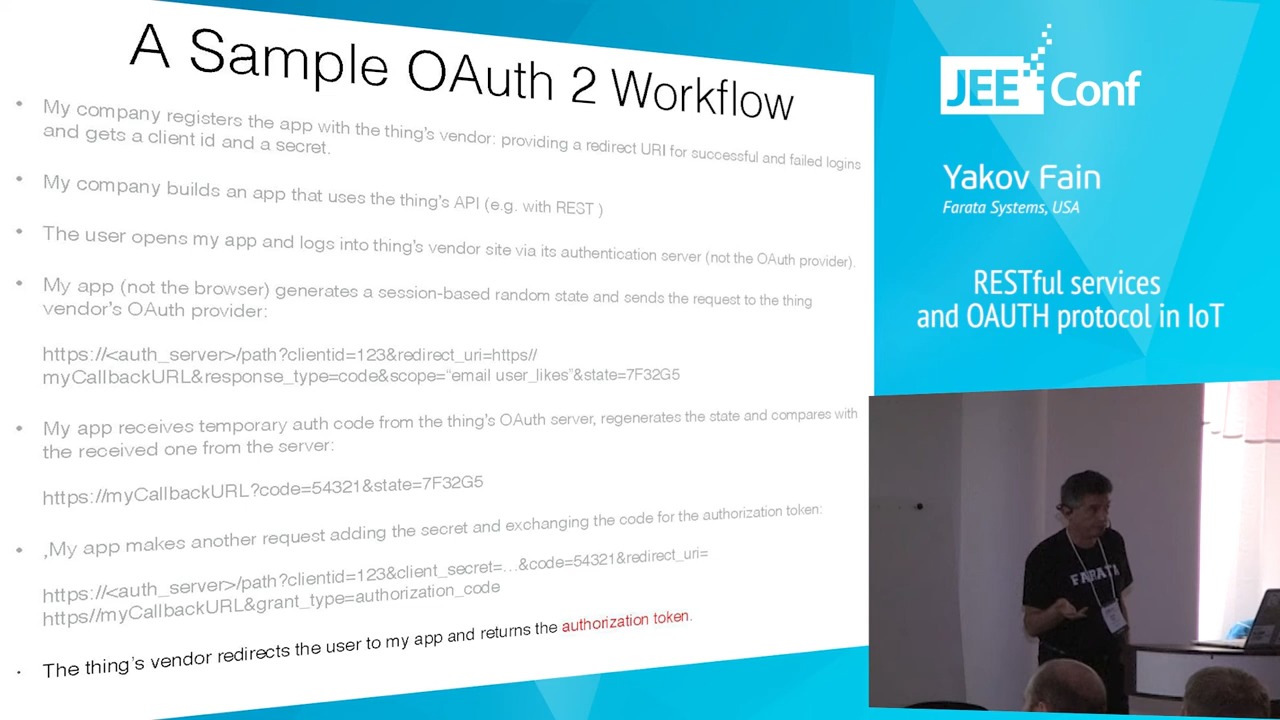 A Sample OAuth 2 Workflow
• My company registers the app with the thing's vendor: providing a redirect URI for successful and failed logins
and gets a client id and a secret.
• My company builds an app that uses the thing's API (e.g. with REST )
• The user opens my app and logs into thing's vendor site via its authentication server (not the OAuth provider).
• My app (not the browser) generates a session-based random state and sends the request to the thing
vendor's OAuth provider:
https://<auth_server>/path?clientid=123&redirect_uri=https//
myCallbackURL&response_type=code&scope="email user_likes"&state=7F32G5
• My app receives temporary auth code from the thing's OAuth server, regenerates the state and compares with
the received one from the server:
https://myCallbackURL?code=54321&state=7F32G5
• ,My app makes another request adding the secret and exchanging the code for the authorization token:
https://<auth_server>/path?clientid=123&client_secret=…&code=54321&redirect_uri=
https//myCallbackURL&grant_type=authorization_code
• The thing's vendor redirects the user to my app and returns the authorization token.
JEE Conf
Yakov Fain
Farata Systems, USA
RESTful services
and OAUTH protocol in IoT
FARATA